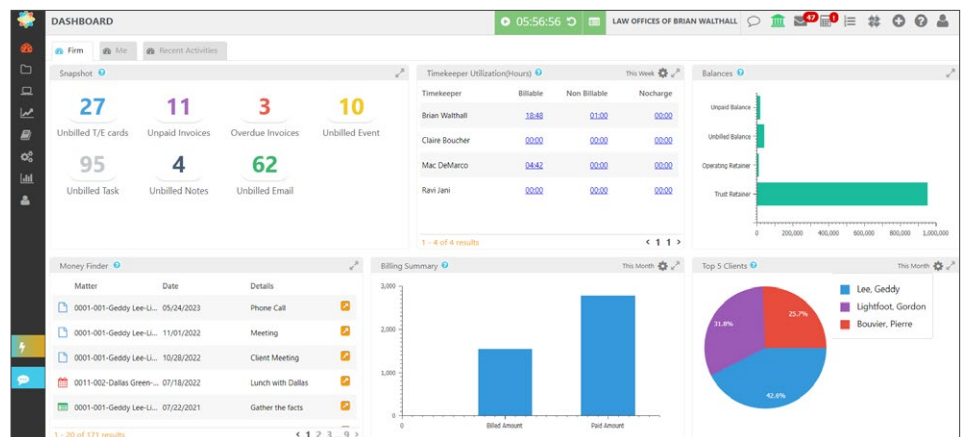 DASHBOARD
05:56:56
LAW OFFICES OF BRIAN WALTHALL
47
Firm
Me
Recent Activities
Snapshot
27
11
3
10
Unbilled T/E cards
Unpaid Invoices
Overdue Invoices
Unbilled Event
95
4
62
Unbilled Task
Unbilled Notes
Unbilled Email
Timekeeper Utilization(Hours)
This Week
Timekeeper Billable Non Billable Nocharge
Brian Walthall 18:48 01:00 00:00
Claire Boucher 00:00 00:00 00:00
Mac DeMarco 04:42 00:00 00:00
Ravi Jani 00:00 00:00 00:00
1 - 4 of 4 results
< 1 1 >
Balances
Unpaid Balance
Unbilled Balance
Operating Retainer
Trust Retainer
0 200,000 400,000 600,000 800,000 1,000,000
Money Finder
Matter Date Details
0001-001-Geddy Lee-Li... 05/24/2023 Phone Call
0001-001-Geddy Lee-Li... 11/01/2022 Meeting
0001-001-Geddy Lee-Li... 10/28/2022 Client Meeting
0011-002-Dallas Green-... 07/18/2022 Lunch with Dallas
0001-001-Geddy Lee-Li... 07/22/2021 Gather the facts
1 - 20 of 171 results
< 1 2 3 .. 9 >
Billing Summary
This Month
3,000
2,000
1,000
0
0
Billed Amount
Paid Amount
Top 5 Clients
This Month
Lee, Geddy
Lightfoot, Gordon
Bouvier, Pierre
31.8%
25.7%
42.6%